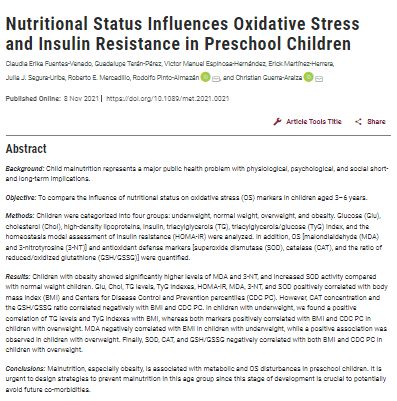 Nutritional Status Influences Oxidative Stress
and Insulin Resistance in Preschool Children
Claudia Erika Fuentes-Venado, Guadalupe Terán-Pérez, Victor Manuel Espinosa-Hernández, Erick Martínez-Herrera,
Julia J. Segura-Uribe, Roberto E. Mercadillo, Rodolfo Pinto-Almazán, and Christian Guerra-Araiza
Published Online: 8 Nov 2021 | https://doi.org/10.1089/met.2021.0021
Article Tools Title Share
Abstract
Background: Child malnutrition represents a major public health problem with physiological, psychological, and social short-
and long-term implications.
Objective: To compare the influence of nutritional status on oxidative stress (OS) markers in children aged 3–6 years.
Methods: Children were categorized into four groups: underweight, normal weight, overweight, and obesity. Glucose (Glu),
cholesterol (Chol), high-density lipoproteins, insulin, triacylglycerols (TG), triacylglycerols/glucose (TyG) index, and the
homeostasis model assessment of insulin resistance (HOMA-IR) were analyzed. In addition, OS [malondialdehyde (MDA)
and 3-nitrotyrosine (3-NT)] and antioxidant defense markers [superoxide dismutase (SOD), catalase (CAT), and the ratio of
reduced/oxidized glutathione (GSH/GSSG)] were quantified.
Results: Children with obesity showed significantly higher levels of MDA and 3-NT, and increased SOD activity compared
with normal weight children. Glu, Chol, TG levels, TyG indexes, HOMA-IR, MDA, 3-NT, and SOD positively correlated with body
mass index (BMI) and Centers for Disease Control and Prevention percentiles (CDC PC). However, CAT concentration and
the GSH/GSSG ratio correlated negatively with BMI and CDC PC. In children with underweight, we found a positive
correlation of TG levels and TyG indexes with BMI, whereas both markers positively correlated with BMI and CDC PC in
children with overweight. MDA negatively correlated with BMI in children with underweight, while a positive association was
observed in children with overweight. Finally, SOD, CAT, and GSH/GSSG negatively correlated with both BMI and CDC PC in
children with overweight.
Conclusions: Malnutrition, especially obesity, is associated with metabolic and OS disturbances in preschool children. It is
urgent to design strategies to prevent malnutrition in this age group since this stage of development is crucial to potentially
avoid future co-morbidities.